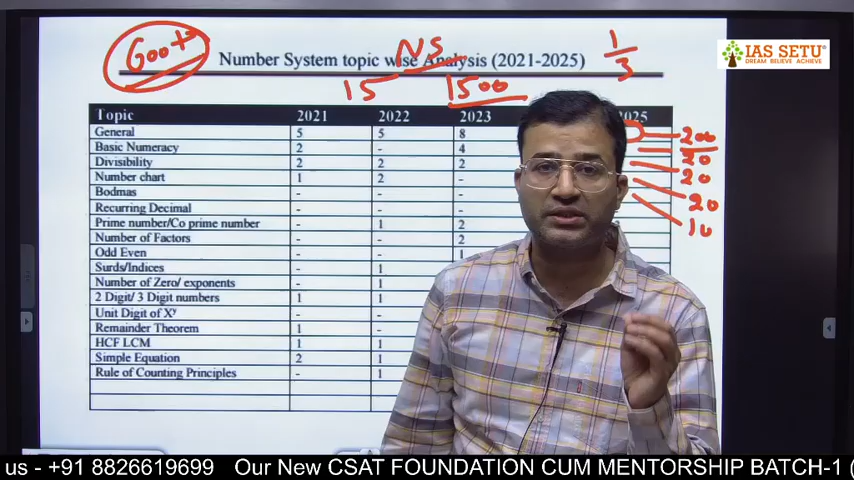 600+
NS
Number System topic wise Analysis (2021-2025)
1/3
IAS SETU
DREAM BELIEVE ACHIEVE
15 1500
Topic 2021 2022 2023 2025
General 5 5 8
Basic Numeracy 2 - 4
Divisibility 2 2 2
Number chart 1 2 -
Bodmas - - -
Recurring Decimal - - -
Prime number/Co prime number - 1 2
Number of Factors - - 2
Odd Even - - 1
Surds/Indices - 1
Number of Zero/ exponents - 1
2 Digit/ 3 Digit numbers 1 1
Unit Digit of Xʸ - -
Remainder Theorem 1 -
HCF LCM 1 1
Simple Equation 2 1
Rule of Counting Principles - 1
200
20
20
20
10
us - +91 8826619699 Our New CSAT FOUNDATION CUM MENTORSHIP BATCH-1 (